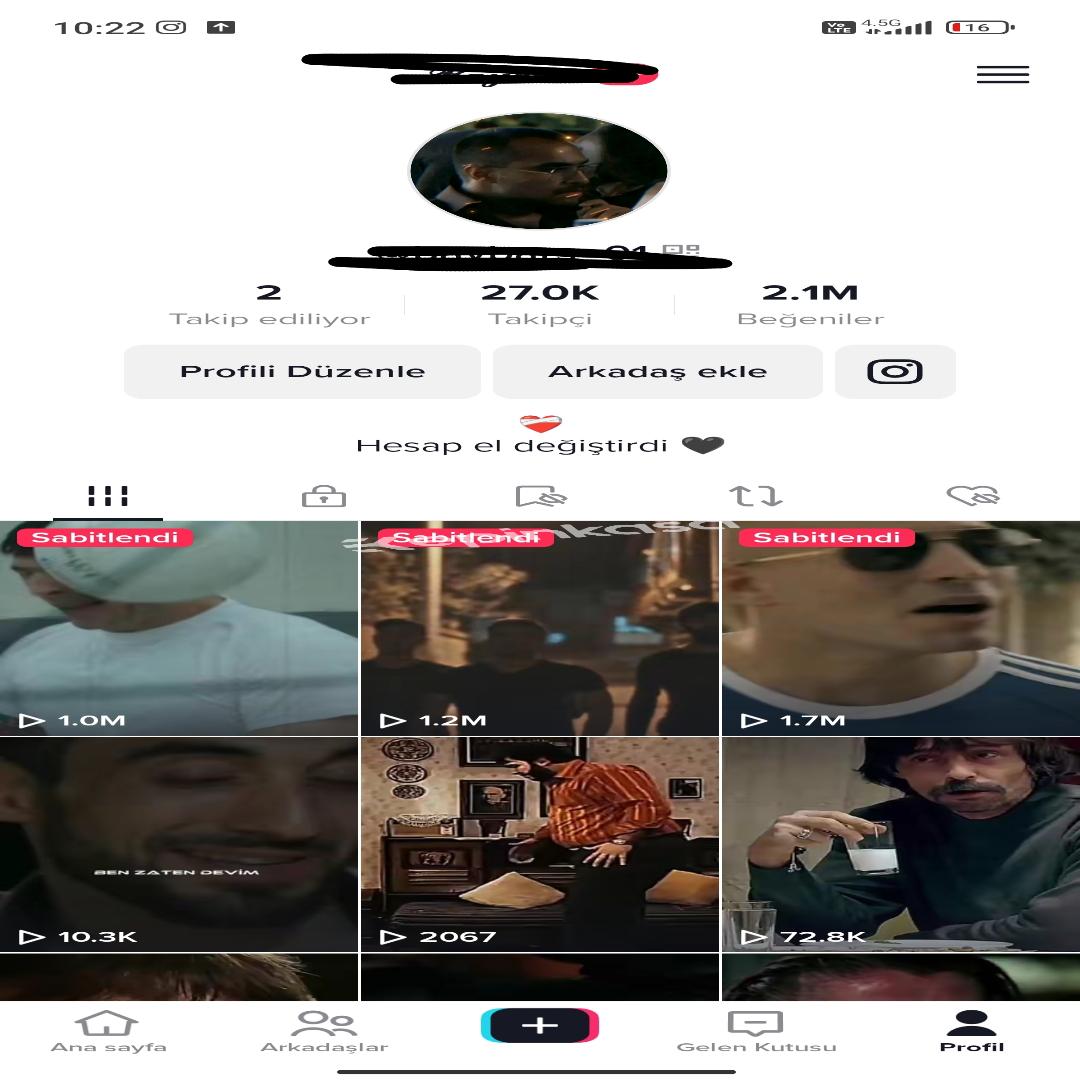 10:22
Vo LTE 4.5G 16
2 27.0K 2.1M
Takip ediliyor Takipçi Beğeniler
Profili Düzenle Arkadaş ekle
Hesap el değiştirdi
Sabitlendi Sabitlendi Sabitlendi
1.0M 1.2M 1.7M
BEN ZATEN DEVİM
10.3K 2067 72.8K
Ana sayfa Arkadaşlar Gelen Kutusu Profil